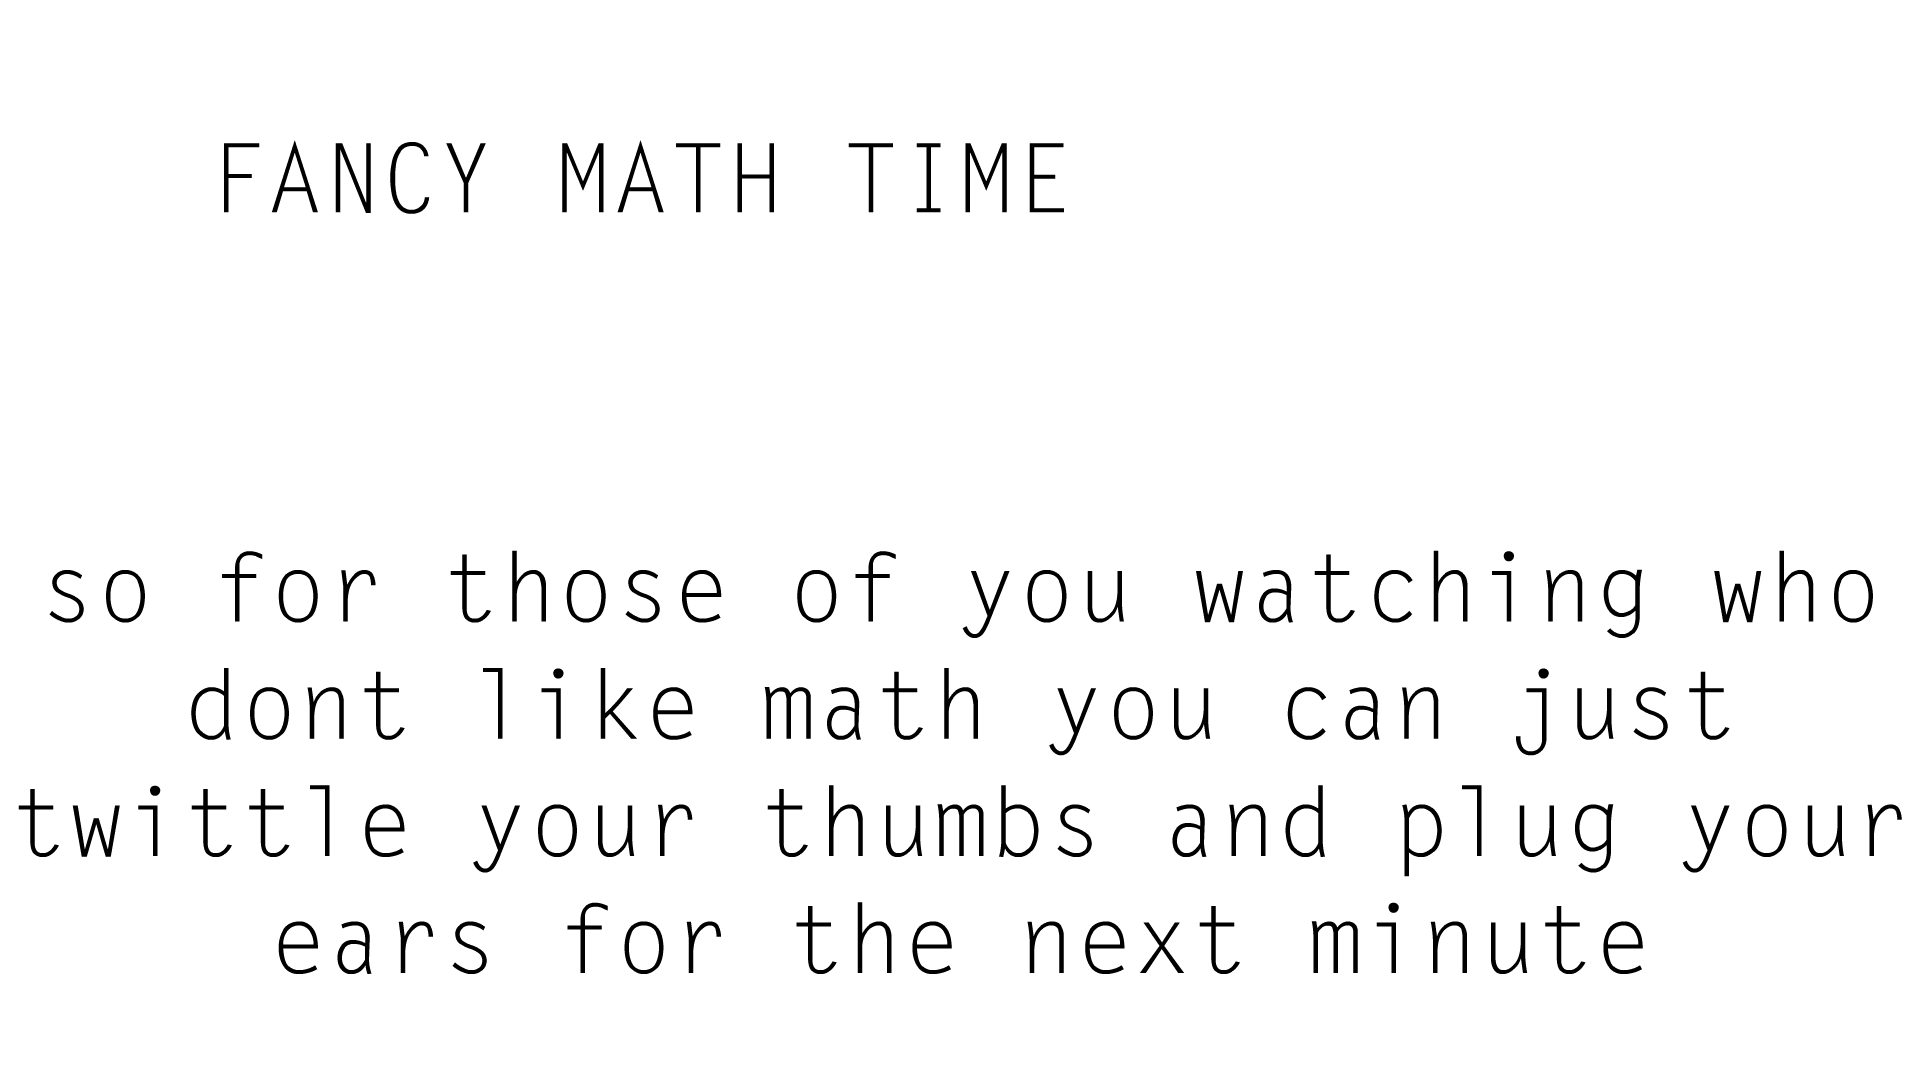 FANCY MATH TIME
so for those of you watching who
dont like math you can just
twittle your thumbs and plug your
ears for the next minute